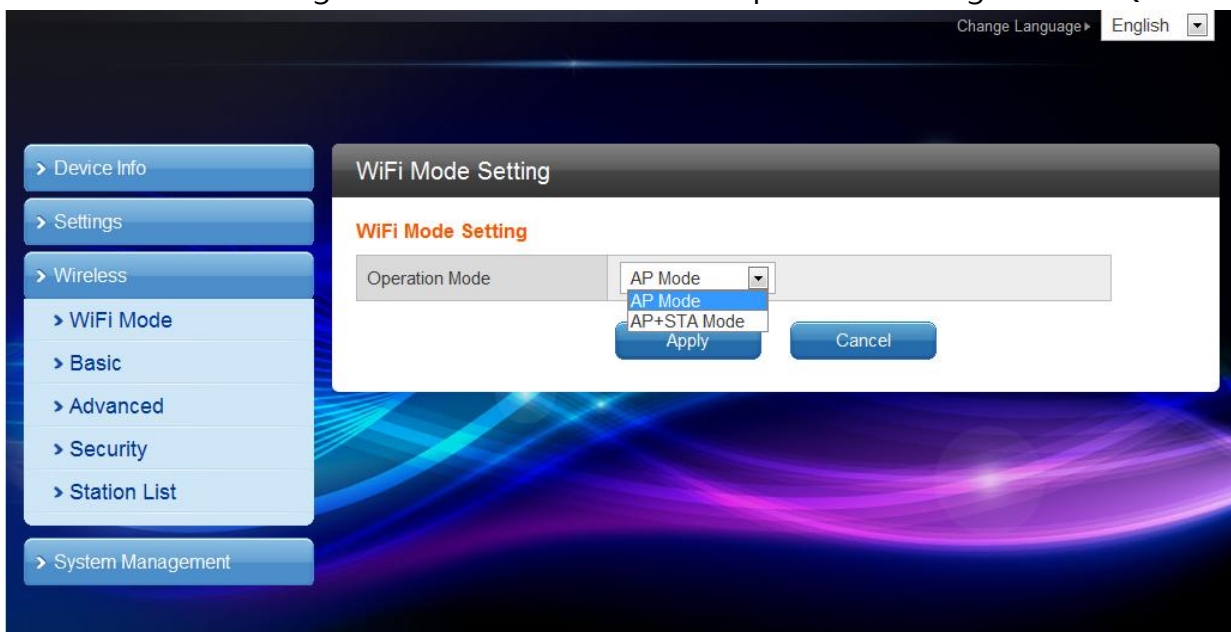 Change Language
English
Device Info
Settings
Wireless
WiFi Mode
Basic
Advanced
Security
Station List
System Management
WiFi Mode Setting
WiFi Mode Setting
Operation Mode
AP Mode
AP Mode
AP+STA Mode
Apply
Cancel